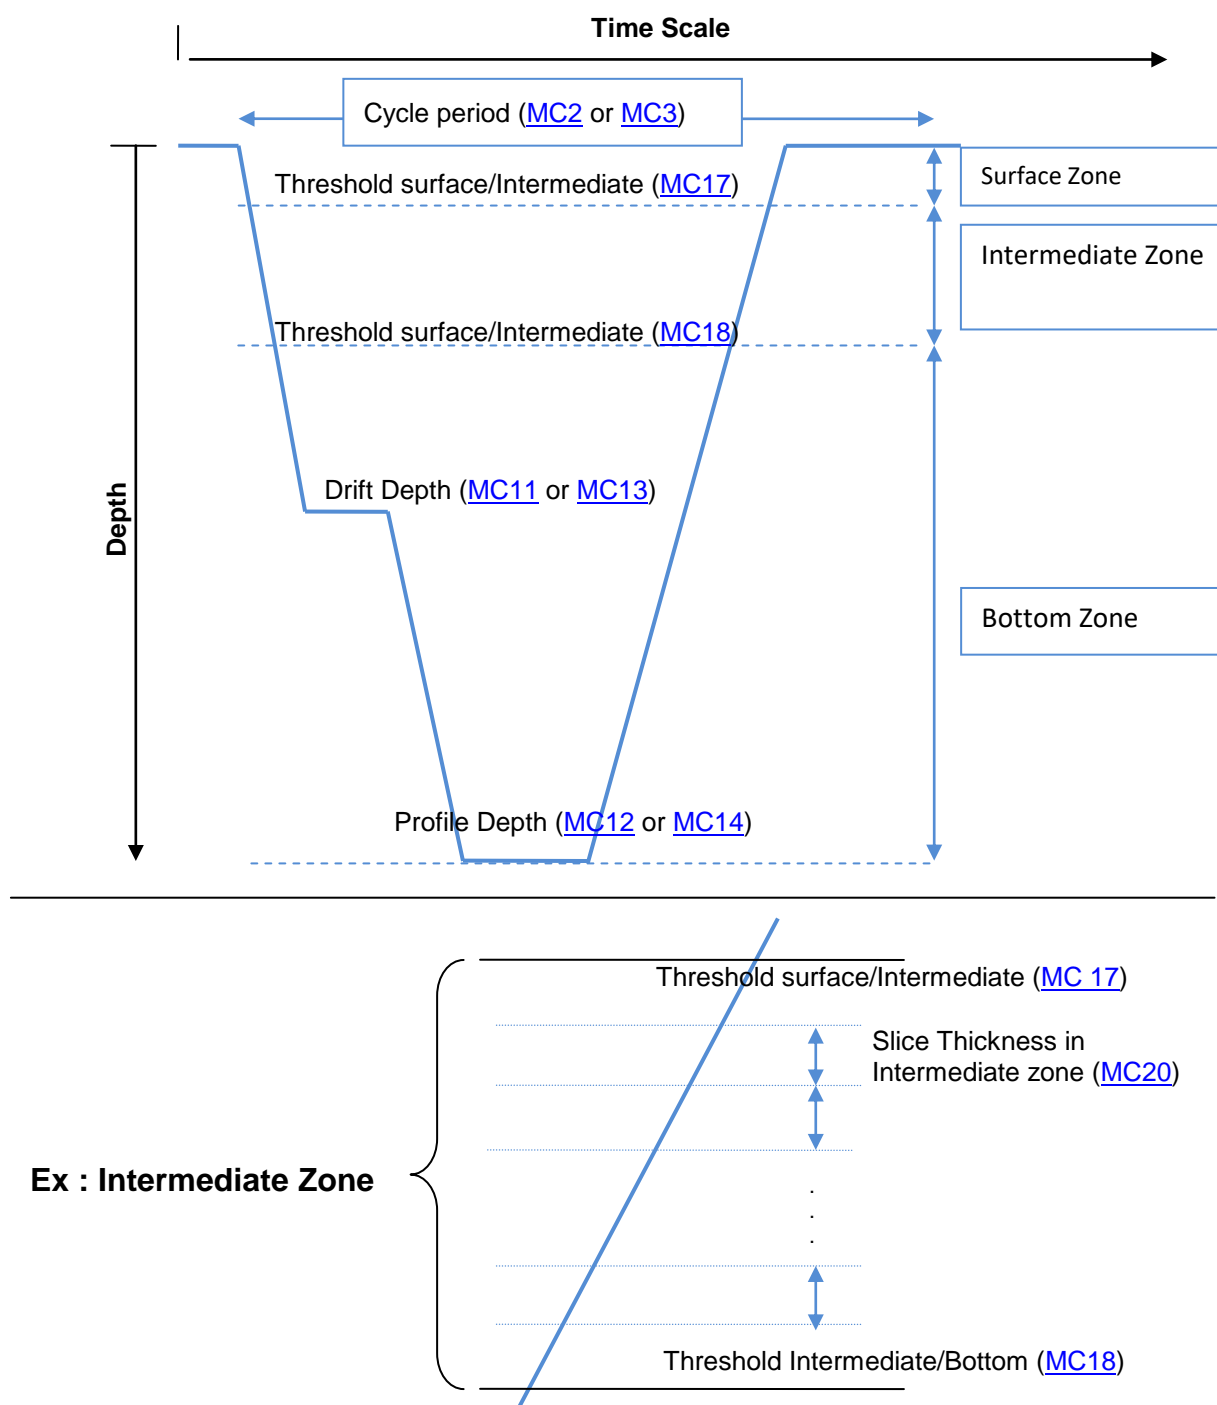 Time Scale
Cycle period (MC2 or MC3)
Threshold surface/Intermediate (MC17)
Surface Zone
Intermediate Zone
Threshold surface/Intermediate (MC18)
Drift Depth (MC11 or MC13)
Depth
Bottom Zone
Profile Depth (MC12 or MC14)
Threshold surface/Intermediate (MC 17)
Slice Thickness in
Intermediate zone (MC20)
Ex : Intermediate Zone
.
.
.
Threshold Intermediate/Bottom (MC18)